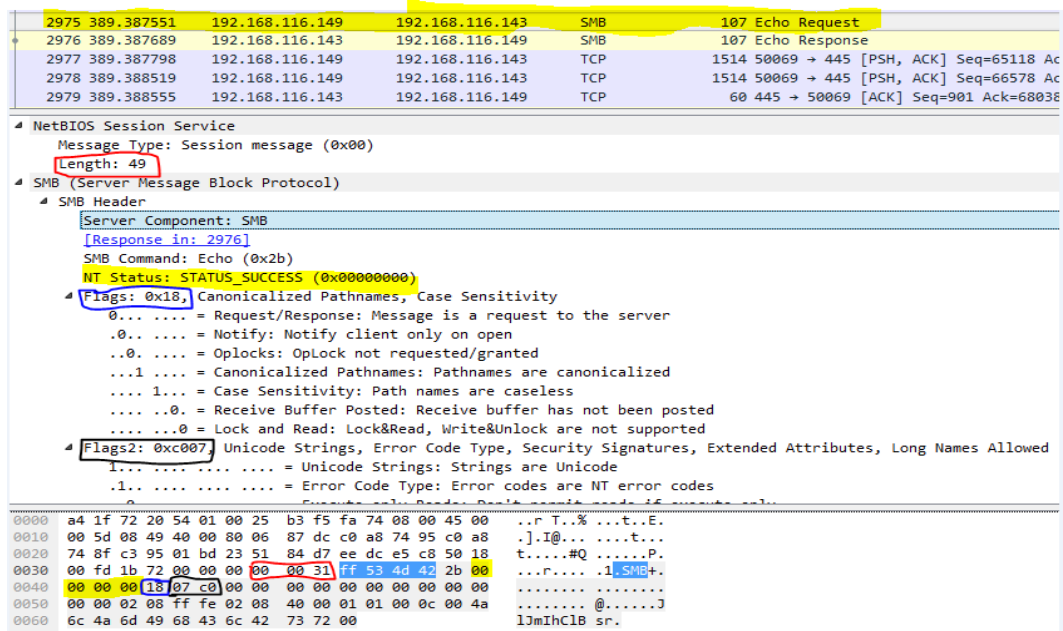 2975 389.387551 192.168.116.149 192.168.116.143 SMB 107 Echo Request
2976 389.387689 192.168.116.143 192.168.116.149 SMB 107 Echo Response
2977 389.387798 192.168.116.149 192.168.116.143 TCP 1514 50069 → 445 [PSH, ACK] Seq=65118 Ac
2978 389.388519 192.168.116.149 192.168.116.143 TCP 1514 50069 → 445 [PSH, ACK] Seq=66578 Ac
2979 389.388555 192.168.116.143 192.168.116.149 TCP 60 445 → 50069 [ACK] Seq=901 Ack=68038
NetBIOS Session Service
Message Type: Session message (0x00)
Length: 49
SMB (Server Message Block Protocol)
SMB Header
Server Component: SMB
[Response in: 2976]
SMB Command: Echo (0x2b)
NT Status: STATUS_SUCCESS (0x00000000)
Flags: 0x18, Canonicalized Pathnames, Case Sensitivity
0... .... = Request/Response: Message is a request to the server
.0.. .... = Notify: Notify client only on open
..0. .... = Oplocks: OpLock not requested/granted
...1 .... = Canonicalized Pathnames: Pathnames are canonicalized
.... 1... = Case Sensitivity: Path names are caseless
.... ..0. = Receive Buffer Posted: Receive buffer has not been posted
.... ...0 = Lock and Read: Lock&Read, Write&Unlock are not supported
Flags2: 0xc007, Unicode Strings, Error Code Type, Security Signatures, Extended Attributes, Long Names Allowed
1... .... .... .... = Unicode Strings: Strings are Unicode
.1.. .... .... .... = Error Code Type: Error codes are NT error codes
0000 a4 1f 72 20 54 01 00 25 b3 f5 fa 74 08 00 45 00 ..r T..% ...t..E.
0010 00 5d 08 49 40 00 80 06 87 dc c0 a8 74 95 c0 a8 .].I@... ....t...
0020 74 8f c3 95 01 bd 23 51 84 d7 ee dc e5 c8 50 18 t.....#Q ......P.
0030 00 fd 1b 72 00 00 00 00 00 31 ff 53 4d 42 2b 00 ...r.... .1.SMB+.
0040 00 00 00 18 07 c0 00 00 00 00 00 00 00 00 00 00 ........ ........
0050 00 00 02 08 ff fe 02 08 40 00 01 01 00 0c 00 4a ........ @......J
0060 6c 4a 6d 49 68 43 6c 42 73 72 00 lJmIhClB sr.